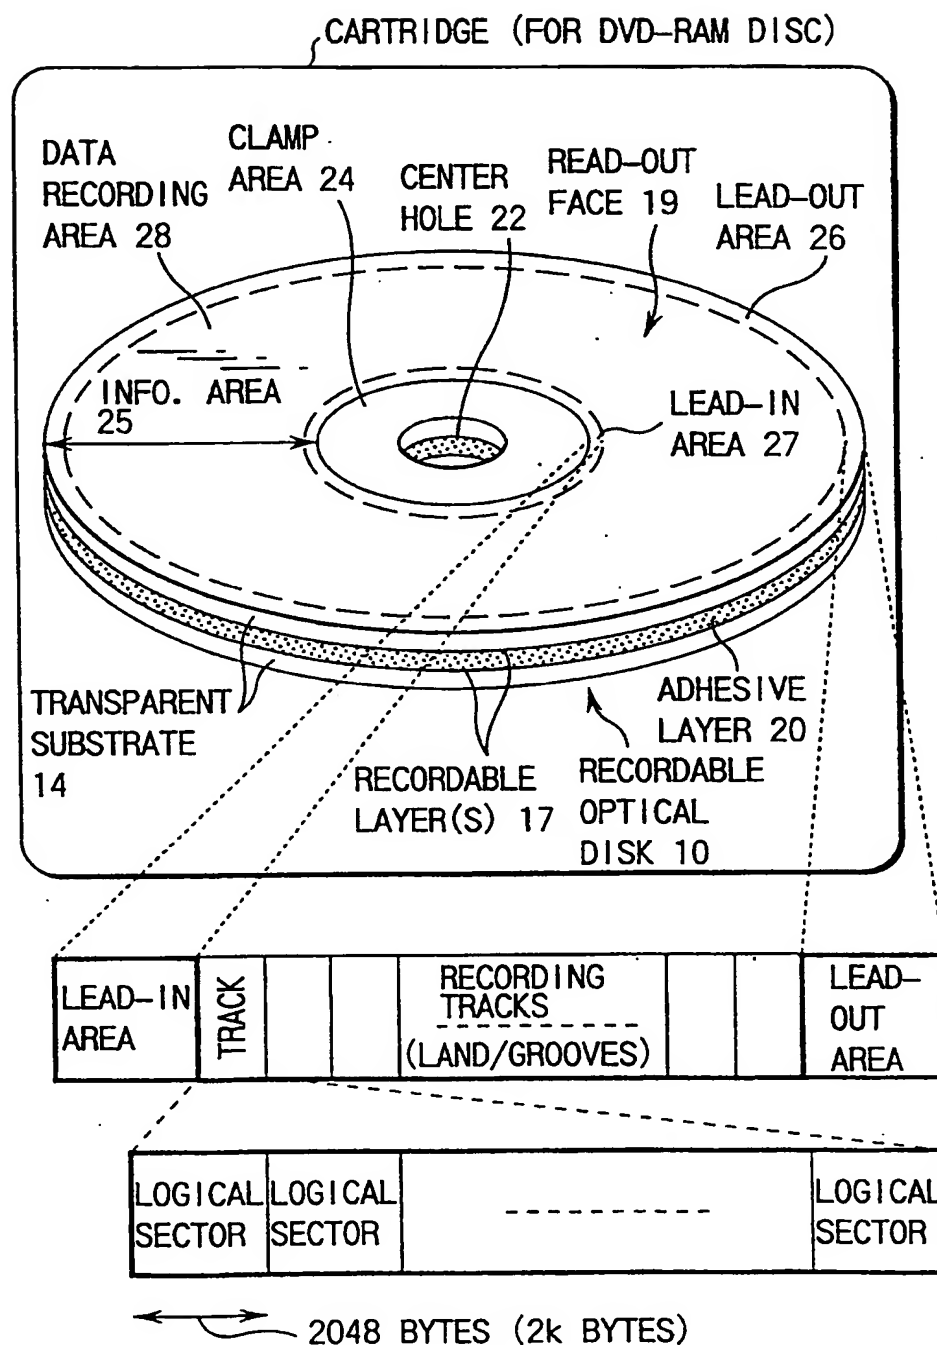 CARTRIDGE (FOR DVD-RAM DISC)
DATA
RECORDING
AREA 28
CLAMP
AREA 24
CENTER
HOLE 22
READ-OUT
FACE 19
LEAD-OUT
AREA 26
INFO. AREA
25
LEAD-IN
AREA 27
TRANSPARENT
SUBSTRATE
14
RECORDABLE
LAYER(S) 17
ADHESIVE
LAYER 20
RECORDABLE
OPTICAL
DISK 10
LEAD-IN
AREA
TRACK
RECORDING
TRACKS
(LAND/GROOVES)
LEAD-
OUT
AREA
LOGICAL
SECTOR
LOGICAL
SECTOR
LOGICAL
SECTOR
2048 BYTES (2k BYTES)